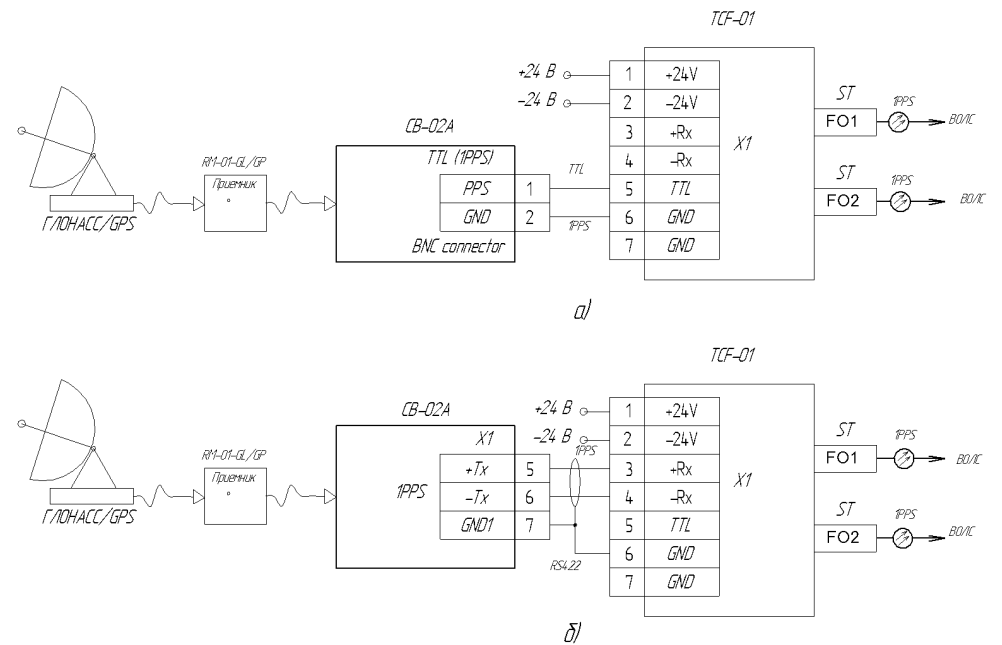 TCF-01
+24 В
1
+24V
-24 В
2
-24V
3
+Rx
4
-Rx
5
TTL
6
GND
7
GND
X1
ST
FO1
1PPS
ВОЛС
ST
FO2
1PPS
ВОЛС
СВ-02А
TTL (1PPS)
PPS
1
GND
2
BNC connector
TTL
1PPS
RM-01-GL/GP
Приемник
ГЛОНАСС/GPS
а)
TCF-01
+24 В
1
+24V
-24 В
2
-24V
3
+Rx
4
-Rx
5
TTL
6
GND
7
GND
X1
ST
FO1
1PPS
ВОЛС
ST
FO2
1PPS
ВОЛС
СВ-02А
X1
1PPS
+Tx
5
-Tx
6
GND1
7
1PPS
RS422
RM-01-GL/GP
Приемник
ГЛОНАСС/GPS
б)